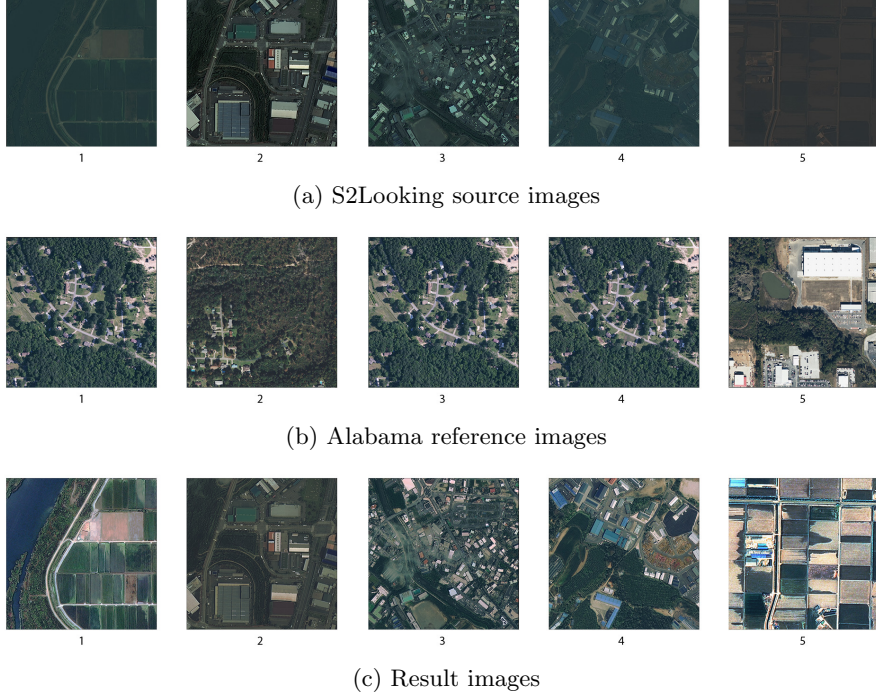 1 2 3 4 5
(a) S2Looking source images
1 2 3 4 5
(b) Alabama reference images
1 2 3 4 5
(c) Result images